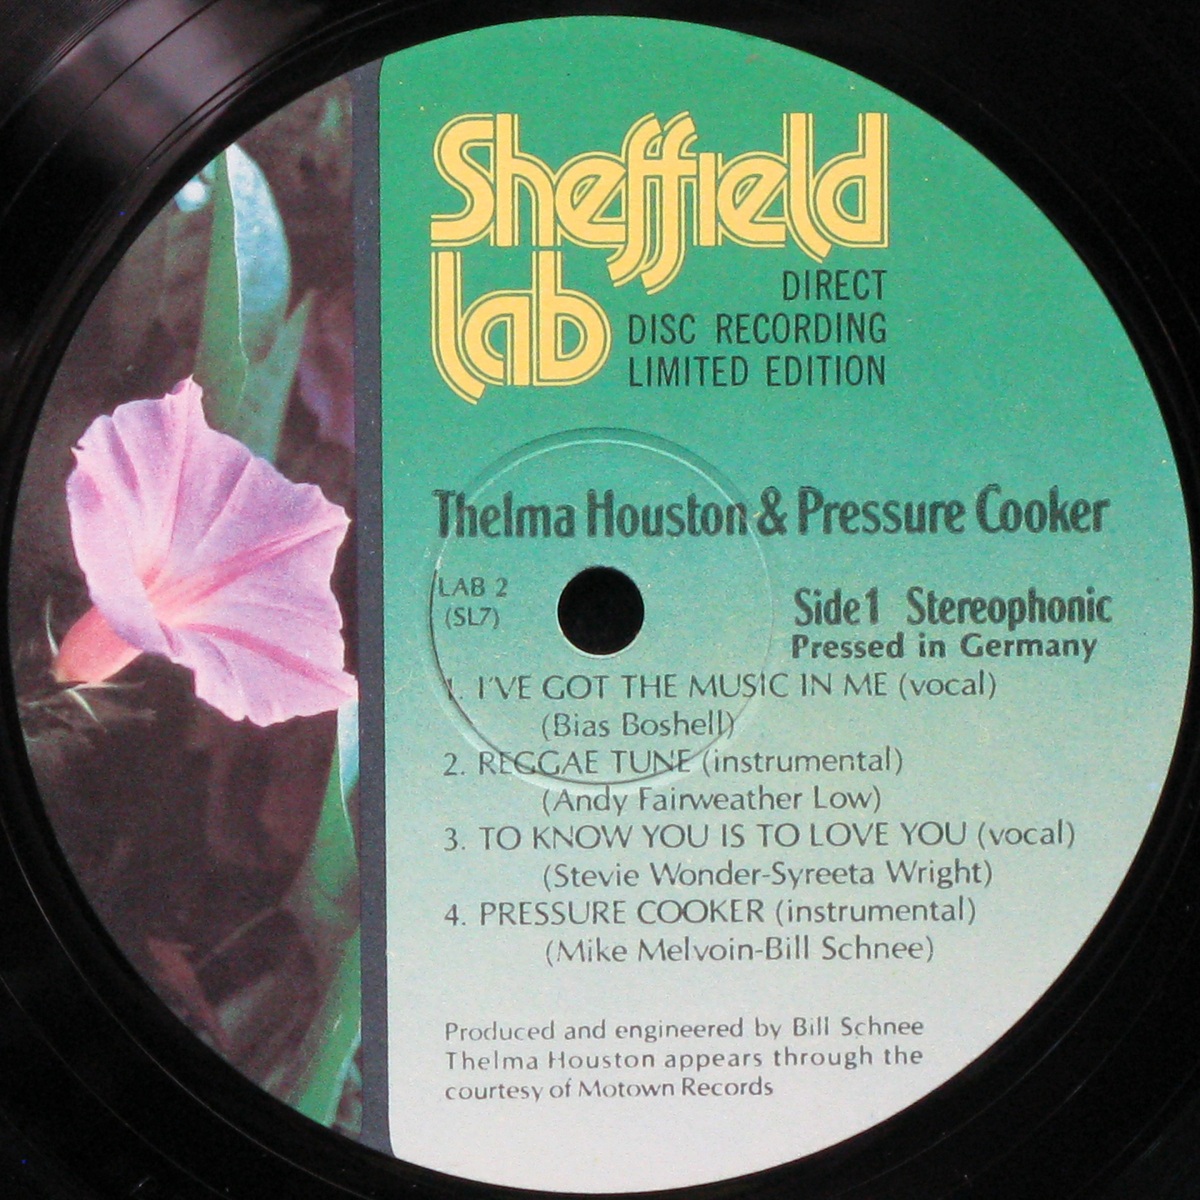 Sheffield
lab
DIRECT
DISC RECORDING
LIMITED EDITION
Thelma Houston & Pressure Cooker
LAB 2
(SL7)
Side 1 Stereophonic
Pressed in Germany
1. I'VE GOT THE MUSIC IN ME (vocal)
(Bias Boshell)
2. REGGAE TUNE (instrumental)
(Andy Fairweather Low)
3. TO KNOW YOU IS TO LOVE YOU (vocal)
(Stevie Wonder-Syreeta Wright)
4. PRESSURE COOKER (instrumental)
(Mike Melvoin-Bill Schnee)
Produced and engineered by Bill Schnee
Thelma Houston appears through the
courtesy of Motown Records